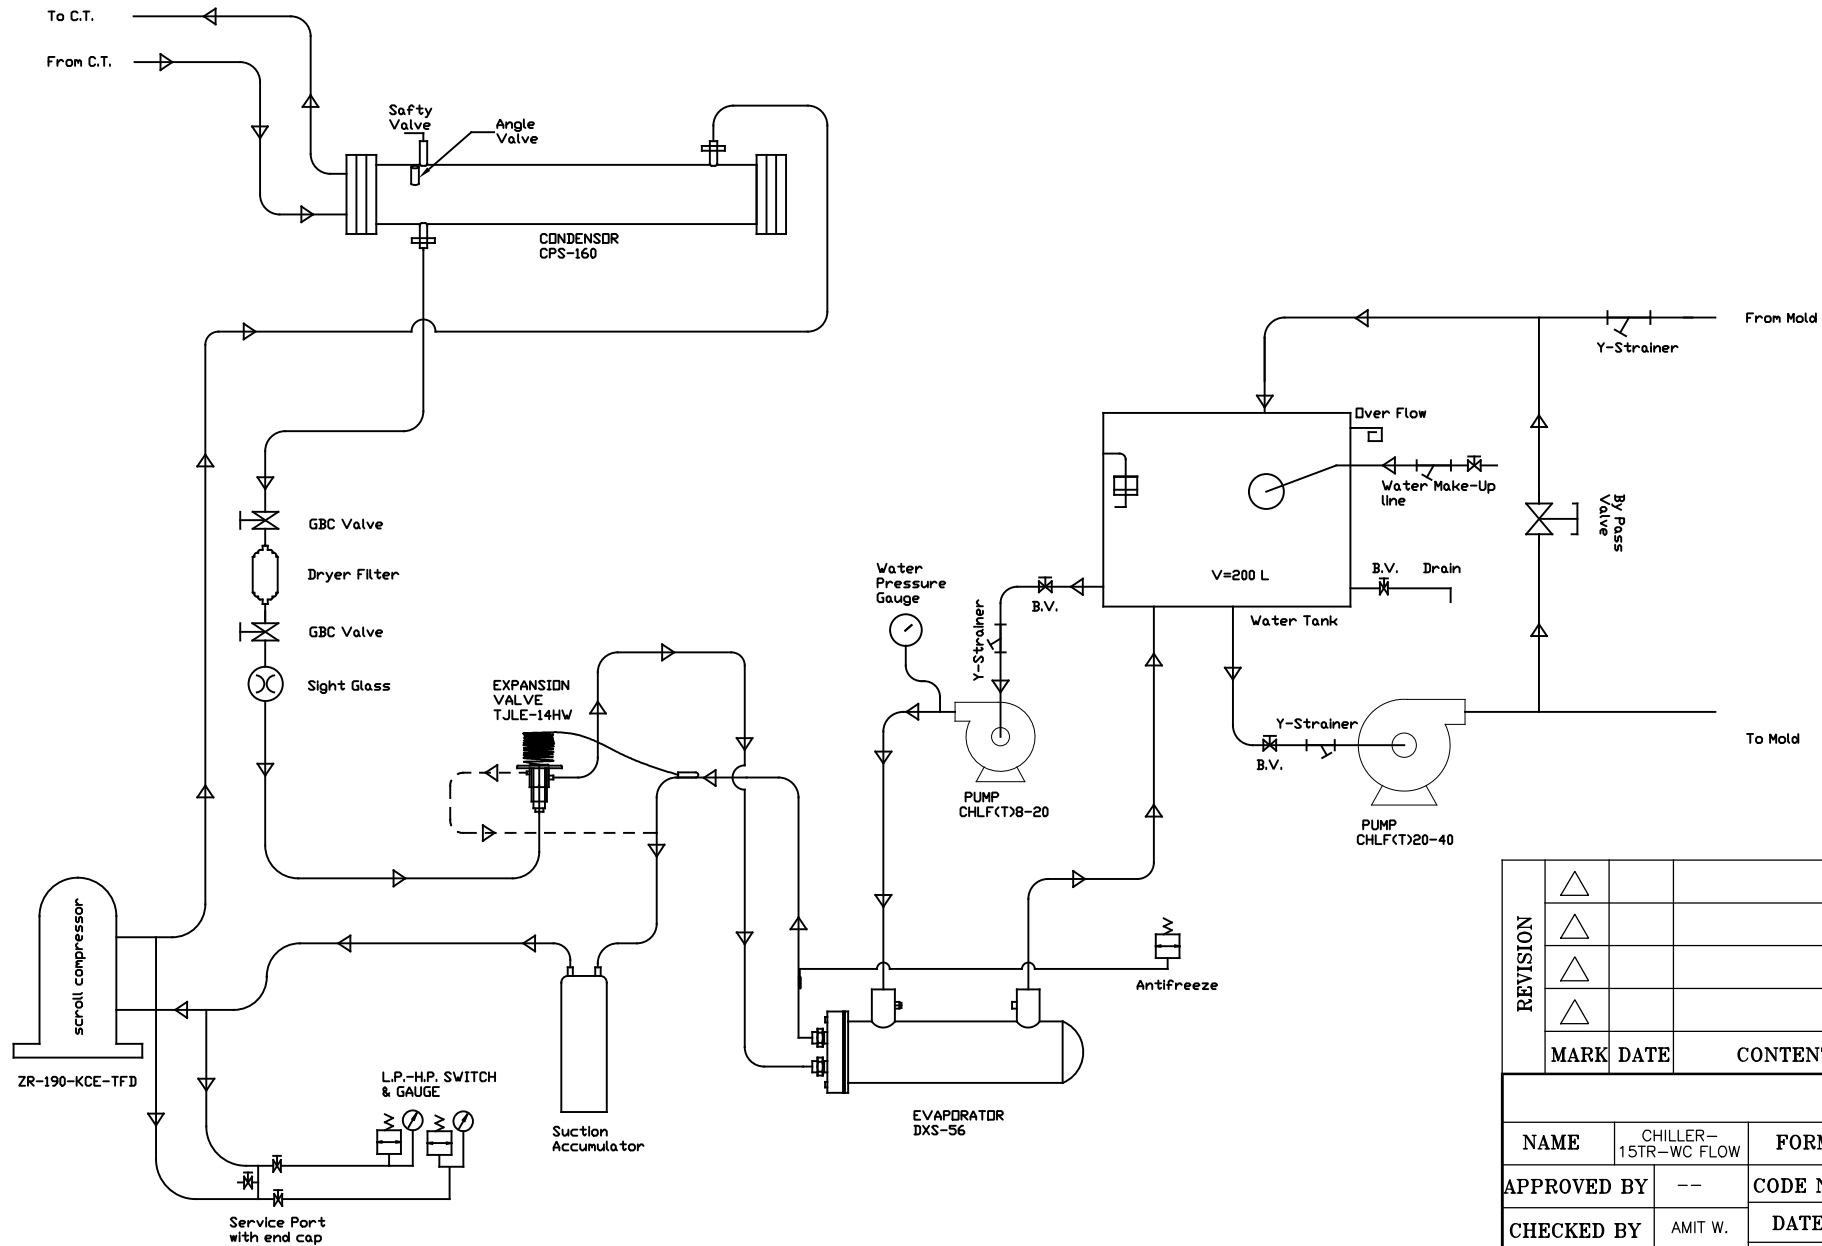 To C.T.
From C.T.
Safty
Valve
Angle
Valve
CONDENSOR
CPS-160
From Mold
Y-Strainer
Over Flow
Water Make-Up
line
By Pass
Valve
GBC Valve
Dryer Filter
GBC Valve
Sight Glass
Water
Pressure
Gauge
Y-Strainer
B.V.
V=200 L
B.V. Drain
Water Tank
EXPANSION
VALVE
TJLE-14HW
Y-Strainer
B.V.
To Mold
PUMP
CHLF(T)8-20
PUMP
CHLF(T)20-40
scroll compressor
ZR-190-KCE-TFD
Antifreeze
L.P.-H.P. SWITCH
& GAUGE
Suction
Accumulator
EVAPORATOR
DXS-56
Service Port
with end cap
REVISION
MARK DATE CONTENT
NAME CHILLER-
15TR-WC FLOW
FORM
APPROVED BY -- CODE N
CHECKED BY AMIT W. DATE